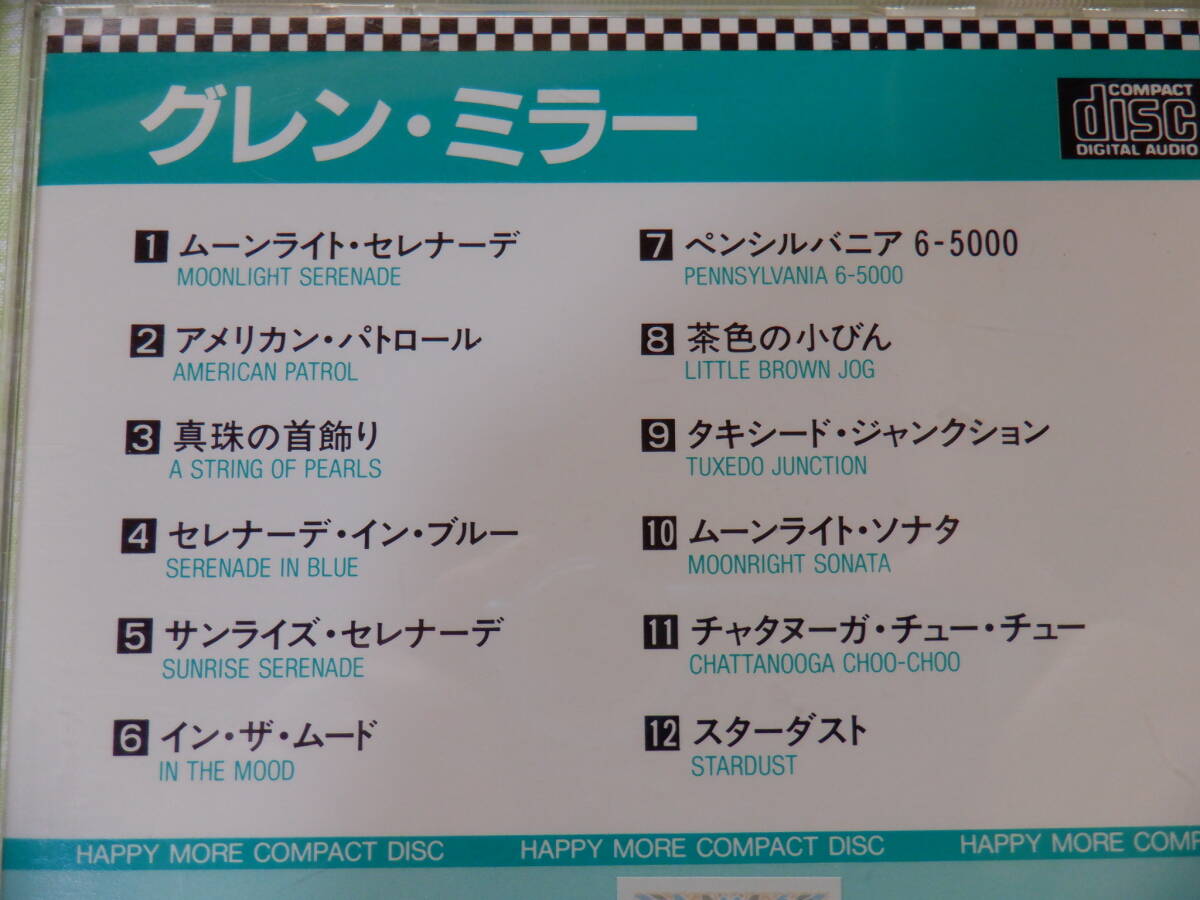 グレン・ミラー
COMPACT
disc
DIGITAL AUDIO
1 ムーンライト・セレナーデ
MOONLIGHT SERENADE
2 アメリカン・パトロール
AMERICAN PATROL
3 真珠の首飾り
A STRING OF PEARLS
4 セレナーデ・イン・ブルー
SERENADE IN BLUE
5 サンライズ・セレナーデ
SUNRISE SERENADE
6 イン・ザ・ムード
IN THE MOOD
7 ペンシルバニア 6-5000
PENNSYLVANIA 6-5000
8 茶色の小びん
LITTLE BROWN JOG
9 タキシード・ジャンクション
TUXEDO JUNCTION
10 ムーンライト・ソナタ
MOONRIGHT SONATA
11 チャタヌーガ・チュー・チュー
CHATTANOOGA CHOO-CHOO
12 スターダスト
STARDUST
HAPPY MORE COMPACT DISC HAPPY MORE COMPACT DISC HAPPY MORE COMP